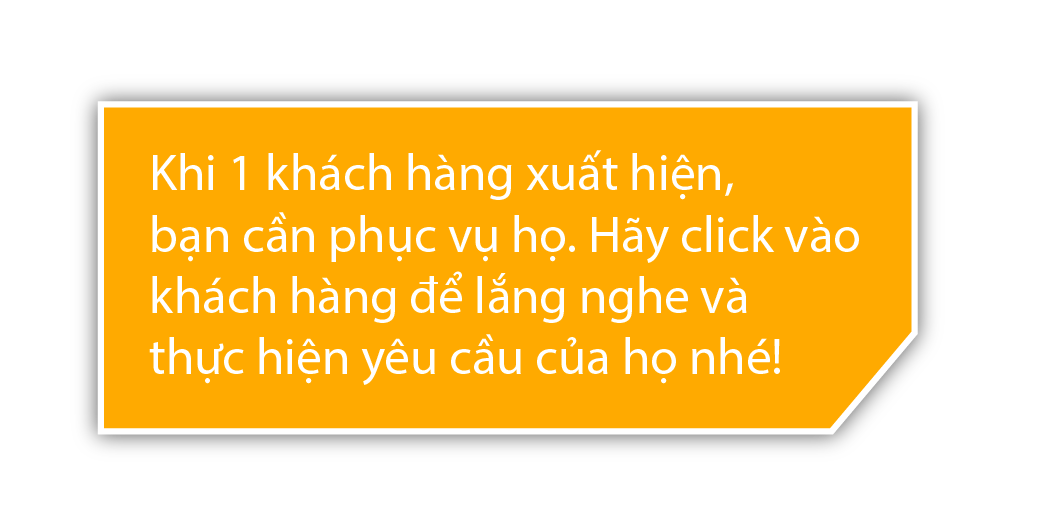 Khi 1 khách hàng xuất hiện,
bạn cần phục vụ họ. Hãy click vào
khách hàng để lắng nghe và
thực hiện yêu cầu của họ nhé!